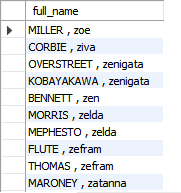 full_name
MILLER , zoe
CORBIE , ziva
OVERSTREET , zenigata
KOBAYAKAWA , zenigata
BENNETT , zen
MORRIS , zelda
MEPHESTO , zelda
FLUTE , zefram
THOMAS , zefram
MARONEY , zatanna